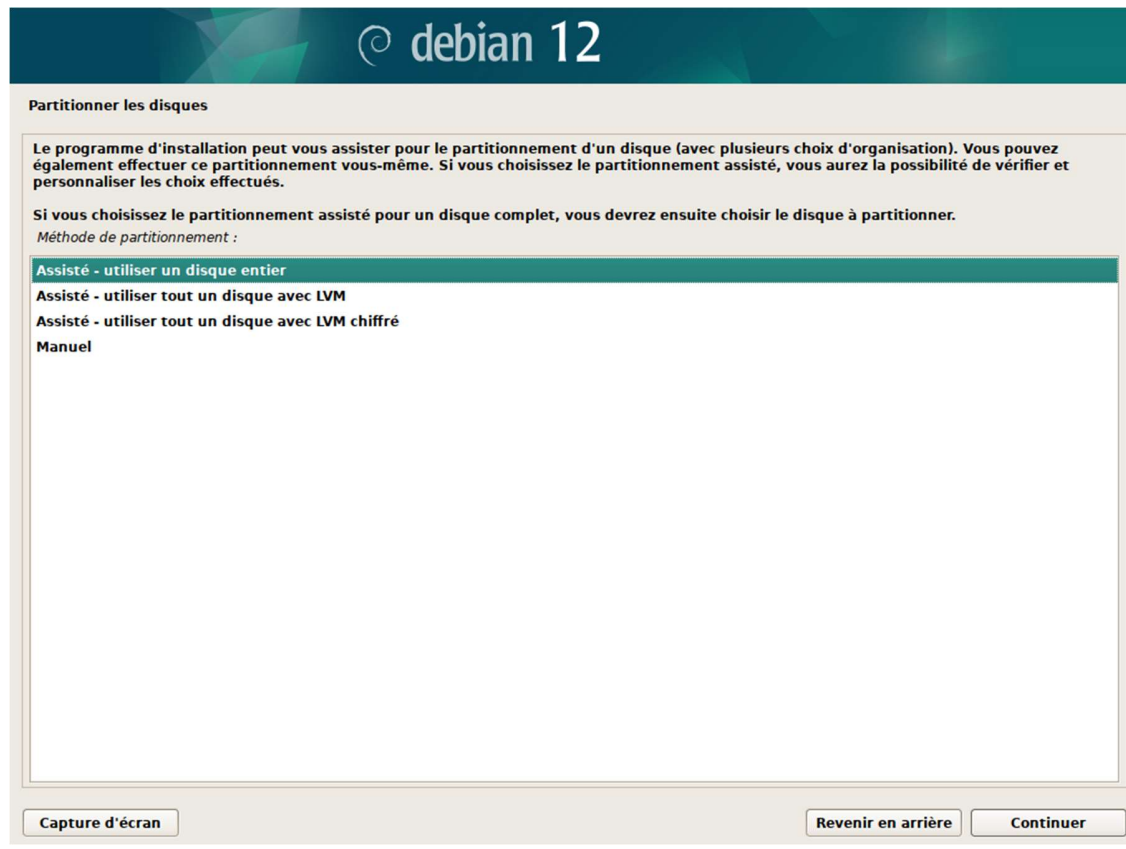 debian 12
Partitionner les disques
Le programme d'installation peut vous assister pour le partitionnement d'un disque (avec plusieurs choix d'organisation). Vous pouvez
également effectuer ce partitionnement vous-même. Si vous choisissez le partitionnement assisté, vous aurez la possibilité de vérifier et
personnaliser les choix effectués.
Si vous choisissez le partitionnement assisté pour un disque complet, vous devrez ensuite choisir le disque à partitionner.
Méthode de partitionnement :
Assisté - utiliser un disque entier
Assisté - utiliser tout un disque avec LVM
Assisté - utiliser tout un disque avec LVM chiffré
Manuel
Capture d'écran
Revenir en arrière
Continuer